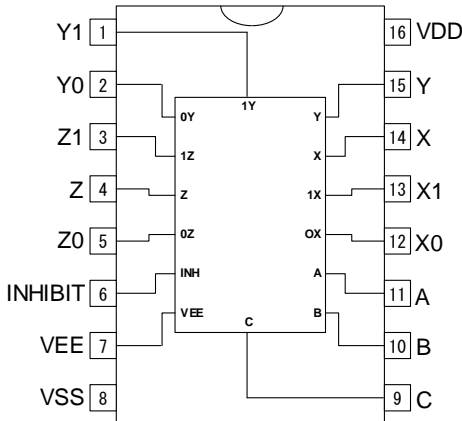 Y1 1 16 VDD
Y0 2 15 Y
1Y
0Y Y
Z1 3 14 X
1Z X
Z 4 13 X1
Z 1X
Z0 5 12 X0
0Z OX
INHIBIT 6 11 A
INH A
VEE 7 10 B
VEE C B
VSS 8 9 C